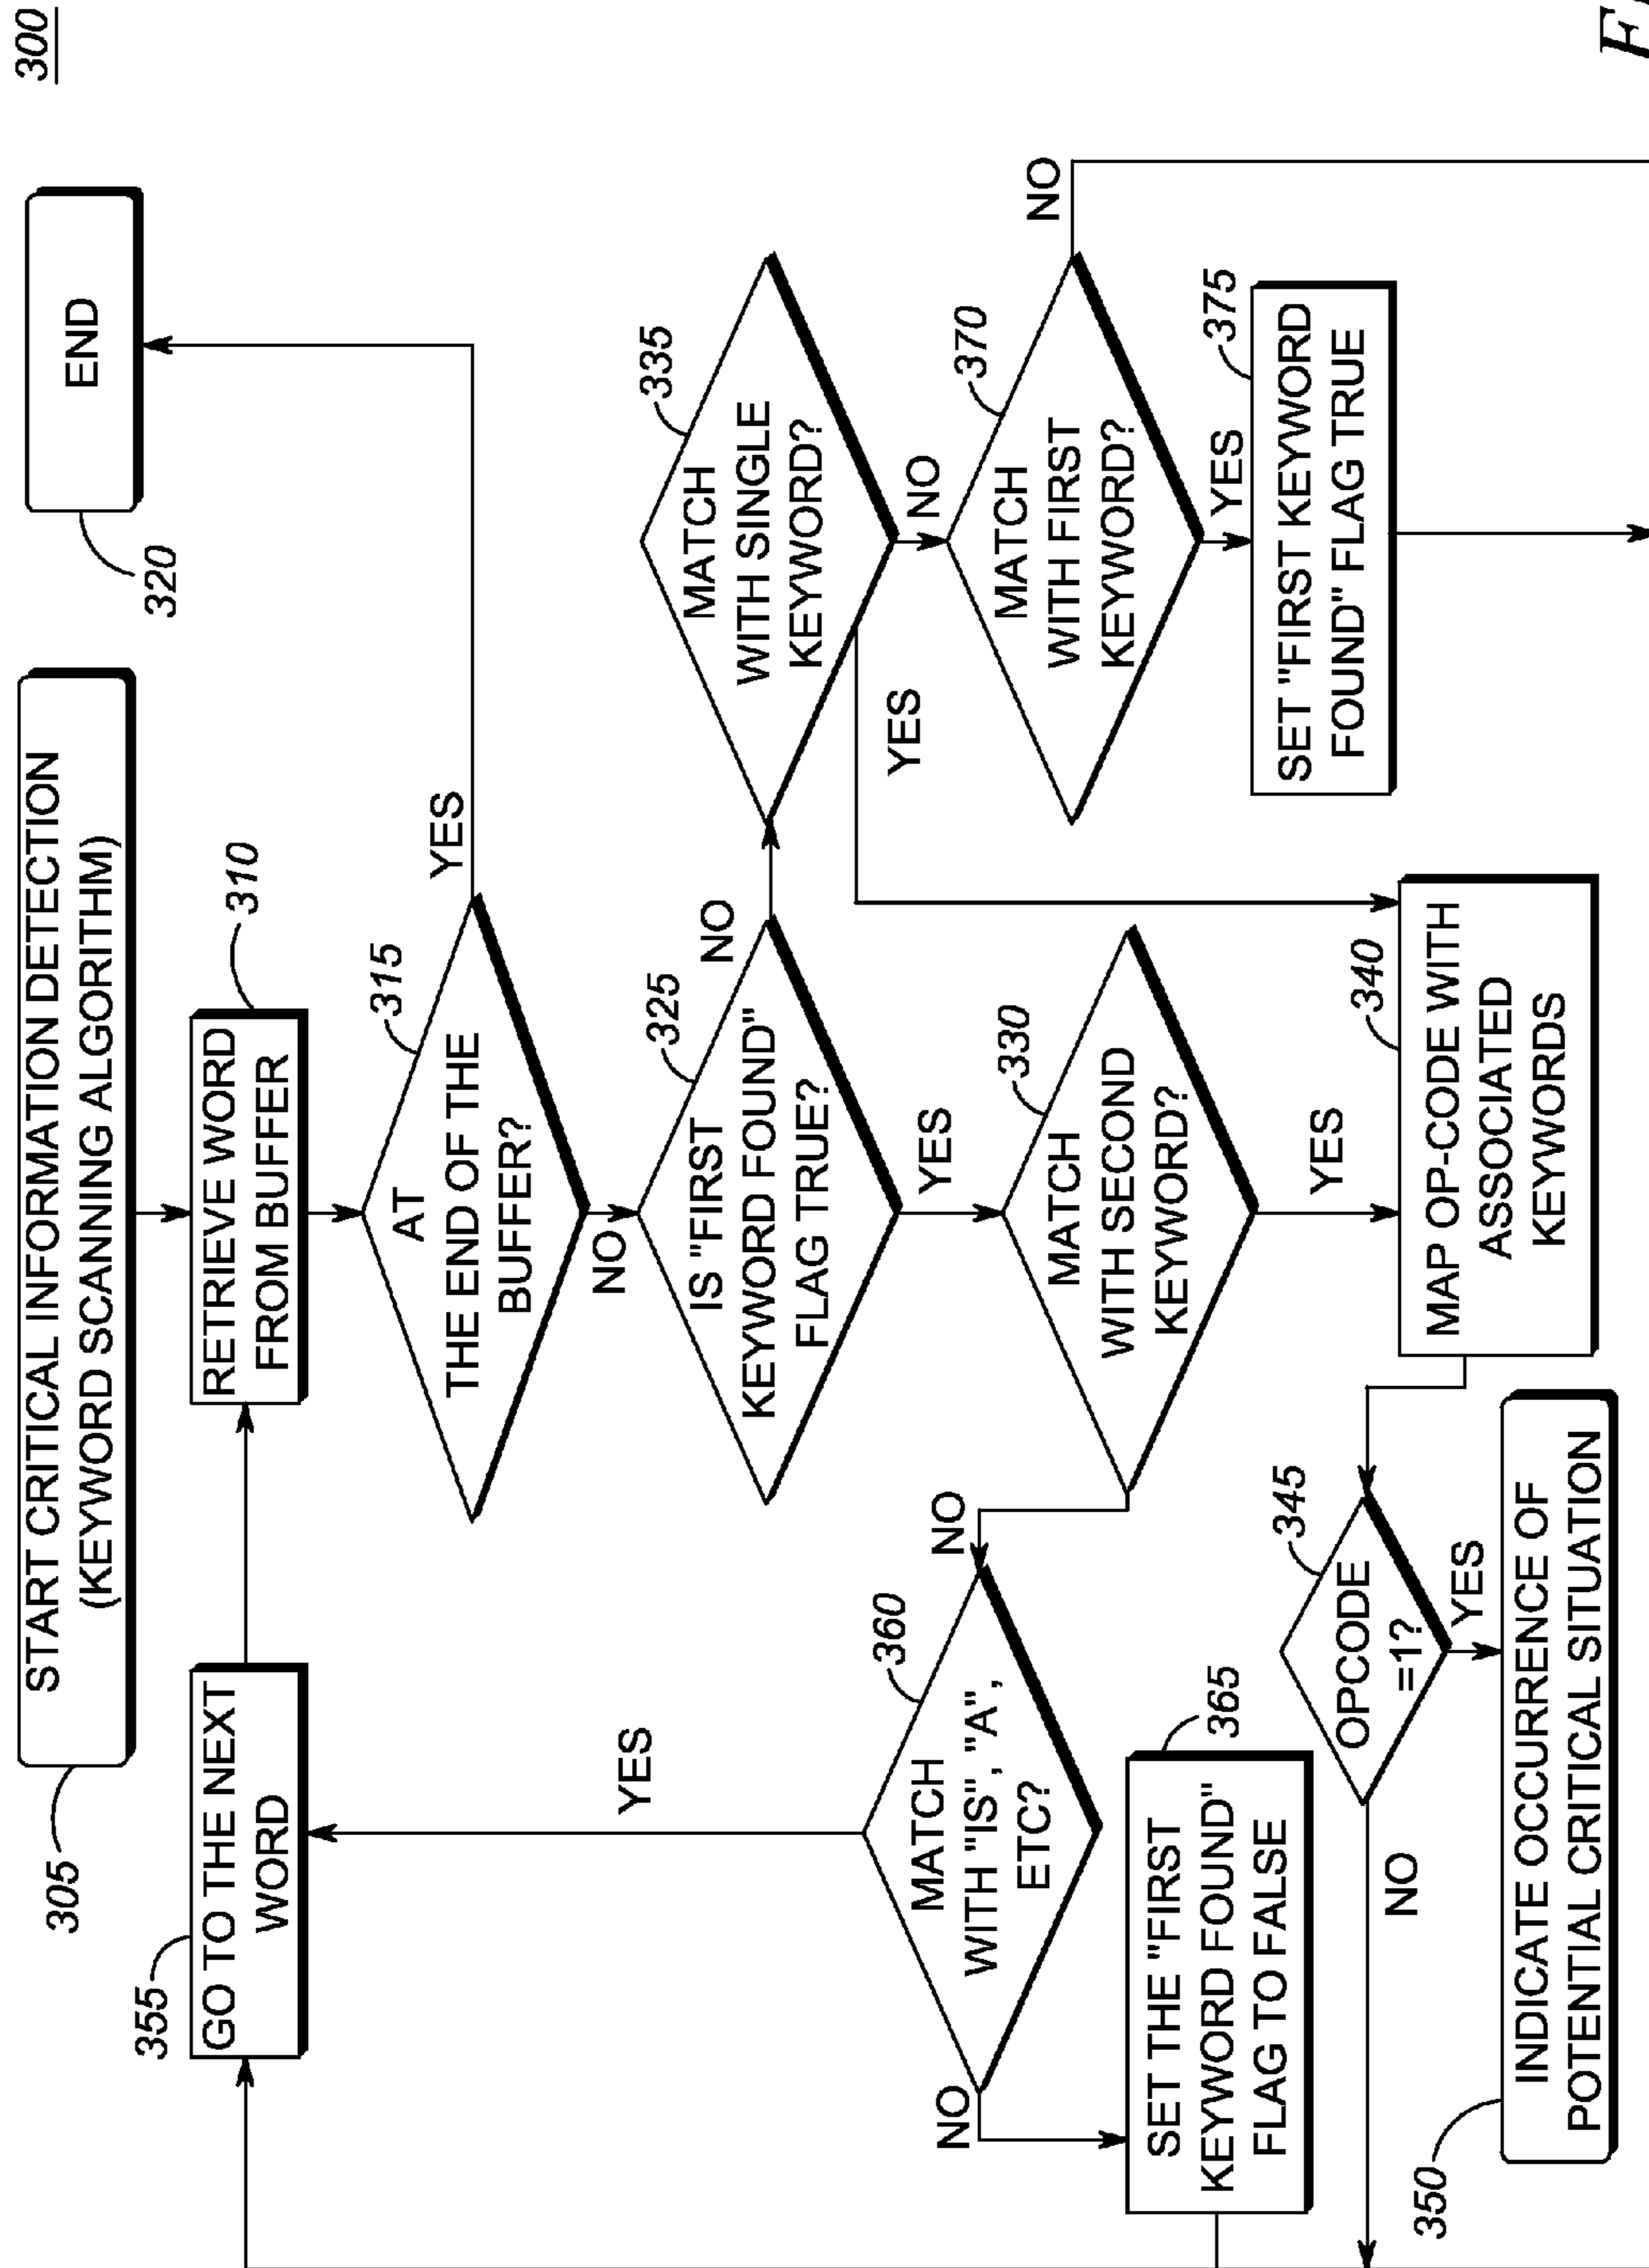 300
START CRITICAL INFORMATION DETECTION
(KEYWORD SCANNING ALGORITHM)
305
END
320
GO TO THE NEXT
WORD
355
RETRIEVE WORD
FROM BUFFER
310
AT
THE END OF THE
BUFFER?
315
YES
NO
IS "FIRST
KEYWORD FOUND"
FLAG TRUE?
325
NO
YES
MATCH
WITH SINGLE
KEYWORD?
335
YES
NO
MATCH
WITH SECOND
KEYWORD?
330
NO
YES
MATCH
WITH FIRST
KEYWORD?
370
NO
YES
MATCH
WITH "IS", "A",
ETC?
360
YES
NO
SET THE "FIRST
KEYWORD FOUND"
FLAG TO FALSE
365
SET "FIRST KEYWORD
FOUND" FLAG TRUE
375
OPCODE
=1?
345
NO
YES
MAP OP-CODE WITH
ASSOCIATED
KEYWORDS
340
INDICATE OCCURRENCE OF
POTENTIAL CRITICAL SITUATION
350